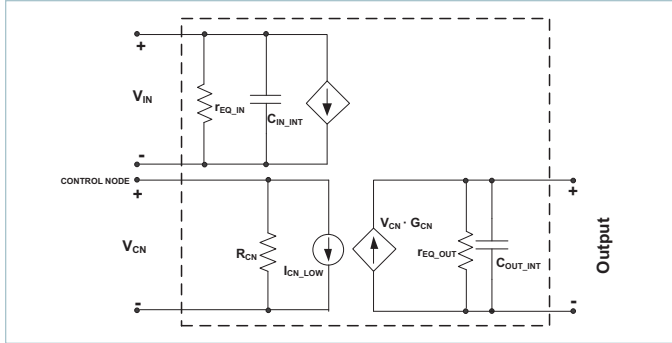 +
V_IN
r_EQ_IN
C_IN_INT
-
CONTROL NODE
+
V_CN
R_CN
I_CN_LOW
V_CN · G_CN
r_EQ_OUT
C_OUT_INT
+
Output
-
-